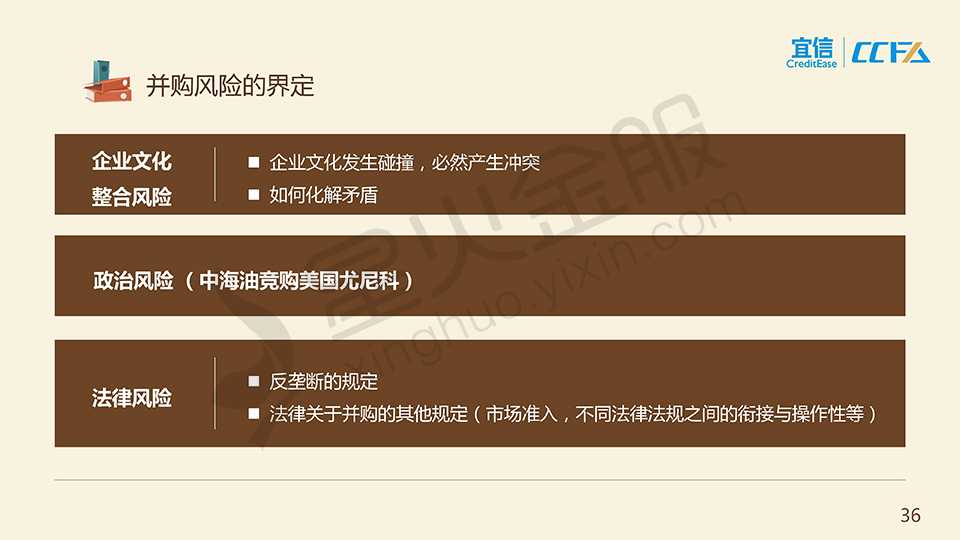 宜信
CreditEase
CCFA
并购风险的界定
企业文化
整合风险
■ 企业文化发生碰撞，必然产生冲突
■ 如何化解矛盾
政治风险（中海油竞购美国尤尼科）
法律风险
■ 反垄断的规定
■ 法律关于并购的其他规定（市场准入，不同法律法规之间的衔接与操作性等）
星火金服
xinghuo.yixin.com
36